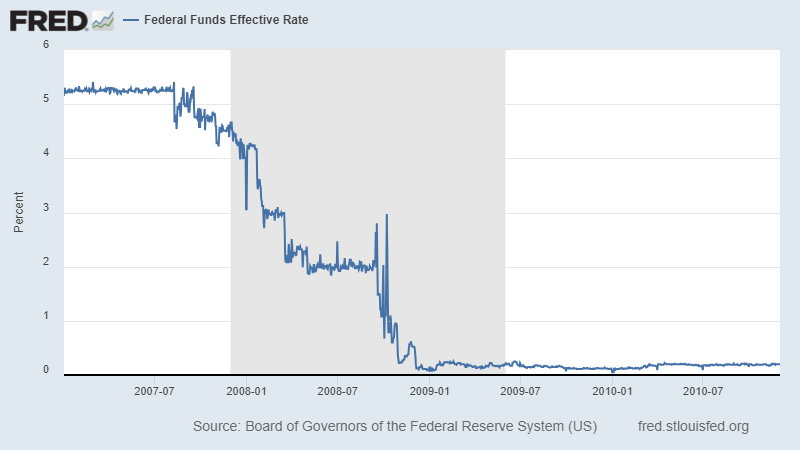 FRED
Federal Funds Effective Rate
6
5
4
3
2
1
0
Percent
2007-07
2008-01
2008-07
2009-01
2009-07
2010-01
2010-07
Source: Board of Governors of the Federal Reserve System (US)
fred.stlouisfed.org